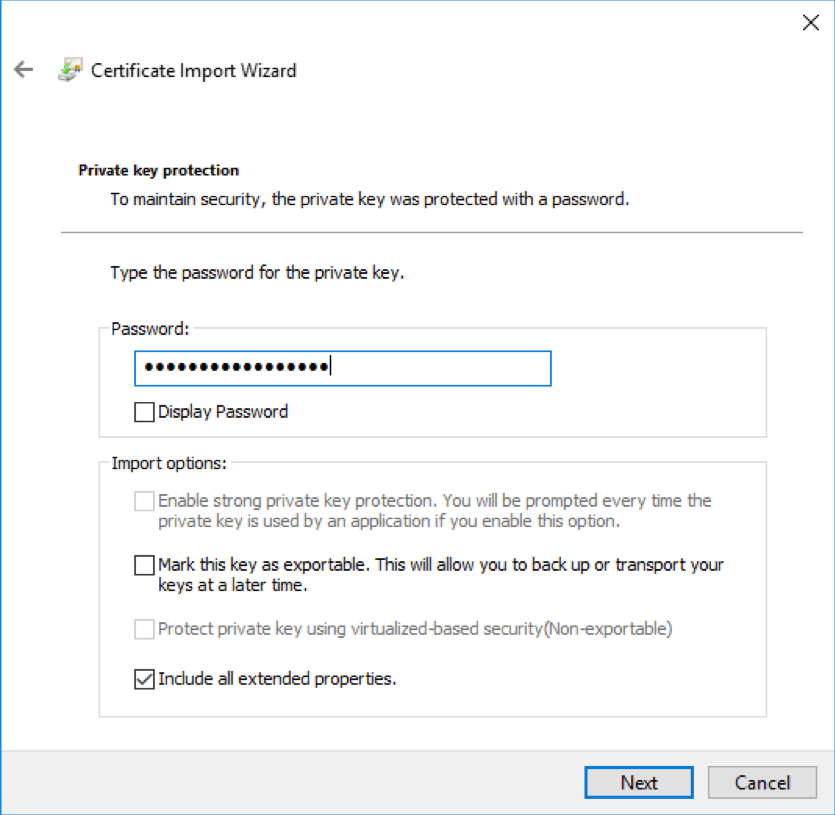 Certificate Import Wizard
Private key protection
To maintain security, the private key was protected with a password.
Type the password for the private key.
Password:
●●●●●●●●●●●●●●●●●
Display Password
Import options:
Enable strong private key protection. You will be prompted every time the
private key is used by an application if you enable this option.
Mark this key as exportable. This will allow you to back up or transport your
keys at a later time.
Protect private key using virtualized-based security(Non-exportable)
Include all extended properties.
Next
Cancel